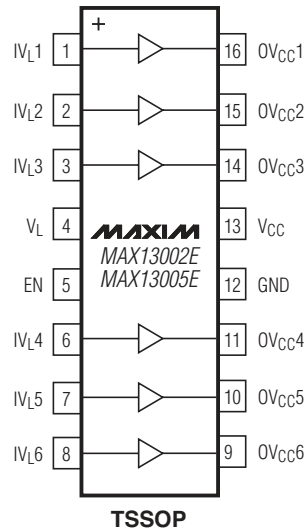 +
IVL1 1 16 OVCC1
IVL2 2 15 OVCC2
IVL3 3 14 OVCC3
VL 4 MAXIM 13 VCC
MAX13002E
EN 5 MAX13005E 12 GND
IVL4 6 11 OVCC4
IVL5 7 10 OVCC5
IVL6 8 9 OVCC6
TSSOP